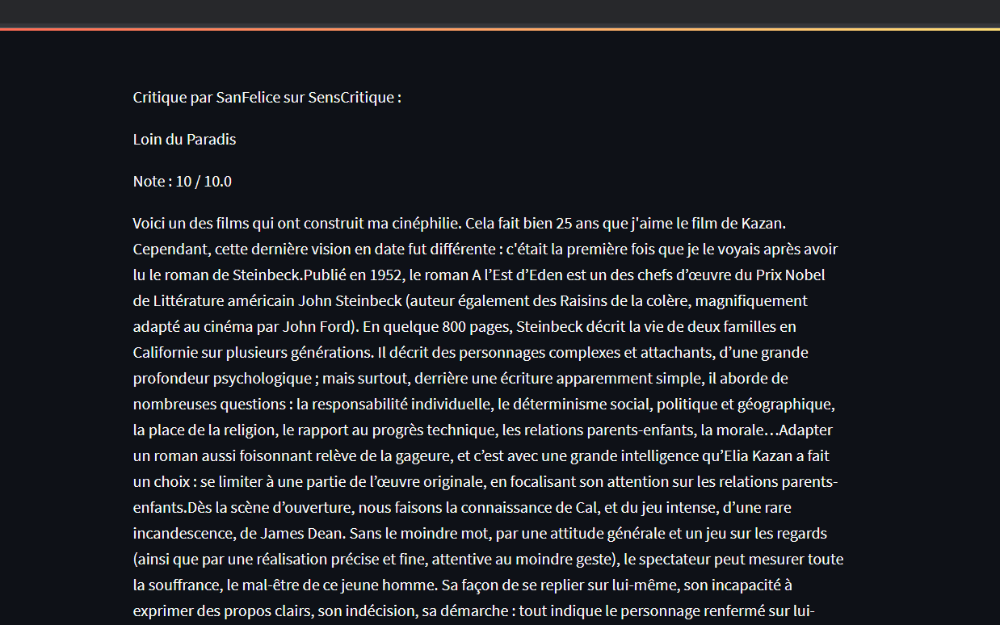 Critique par SanFelice sur SensCritique :
Loin du Paradis
Note : 10 / 10.0
Voici un des films qui ont construit ma cinéphilie. Cela fait bien 25 ans que j'aime le film de Kazan.
Cependant, cette dernière vision en date fut différente : c'était la première fois que je le voyais après avoir
lu le roman de Steinbeck.Publié en 1952, le roman A l’Est d’Eden est un des chefs d’œuvre du Prix Nobel
de Littérature américain John Steinbeck (auteur également des Raisins de la colère, magnifiquement
adapté au cinéma par John Ford). En quelque 800 pages, Steinbeck décrit la vie de deux familles en
Californie sur plusieurs générations. Il décrit des personnages complexes et attachants, d’une grande
profondeur psychologique ; mais surtout, derrière une écriture apparemment simple, il aborde de
nombreuses questions : la responsabilité individuelle, le déterminisme social, politique et géographique,
la place de la religion, le rapport au progrès technique, les relations parents-enfants, la morale…Adapter
un roman aussi foisonnant relève de la gageure, et c’est avec une grande intelligence qu’Elia Kazan a fait
un choix : se limiter à une partie de l’œuvre originale, en focalisant son attention sur les relations parents-
enfants.Dès la scène d’ouverture, nous faisons la connaissance de Cal, et du jeu intense, d’une rare
incandescence, de James Dean. Sans le moindre mot, par une attitude générale et un jeu sur les regards
(ainsi que par une réalisation précise et fine, attentive au moindre geste), le spectateur peut mesurer toute
la souffrance, le mal-être de ce jeune homme. Sa façon de se replier sur lui-même, son incapacité à
exprimer des propos clairs, son indécision, sa démarche : tout indique le personnage renfermé sur lui-